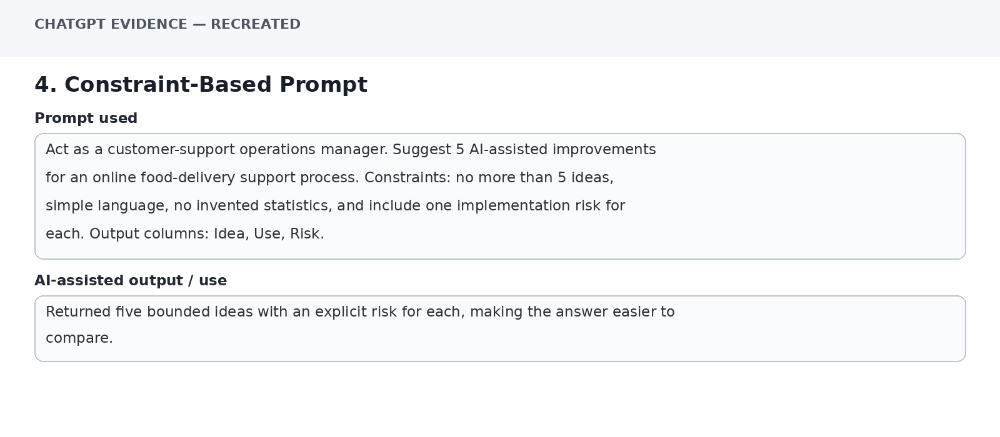 CHATGPT EVIDENCE — RECREATED
4. Constraint-Based Prompt
Prompt used
Act as a customer-support operations manager. Suggest 5 AI-assisted improvements
for an online food-delivery support process. Constraints: no more than 5 ideas,
simple language, no invented statistics, and include one implementation risk for
each. Output columns: Idea, Use, Risk.
AI-assisted output / use
Returned five bounded ideas with an explicit risk for each, making the answer easier to
compare.